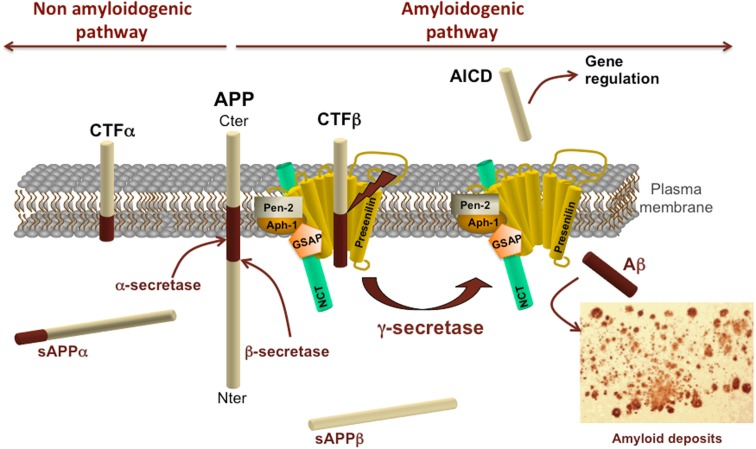 Non amyloidogenic
pathway
Amyloidogenic
pathway
AICD
Gene
regulation
APP
Cter
CTFα
CTFβ
Plasma
membrane
Pen-2
Aph-1
GSAP
NCT
Presenilin
Pen-2
Aph-1
GSAP
NCT
Presenilin
α-secretase
β-secretase
γ-secretase
Aβ
sAPPα
Nter
sAPPβ
Amyloid deposits